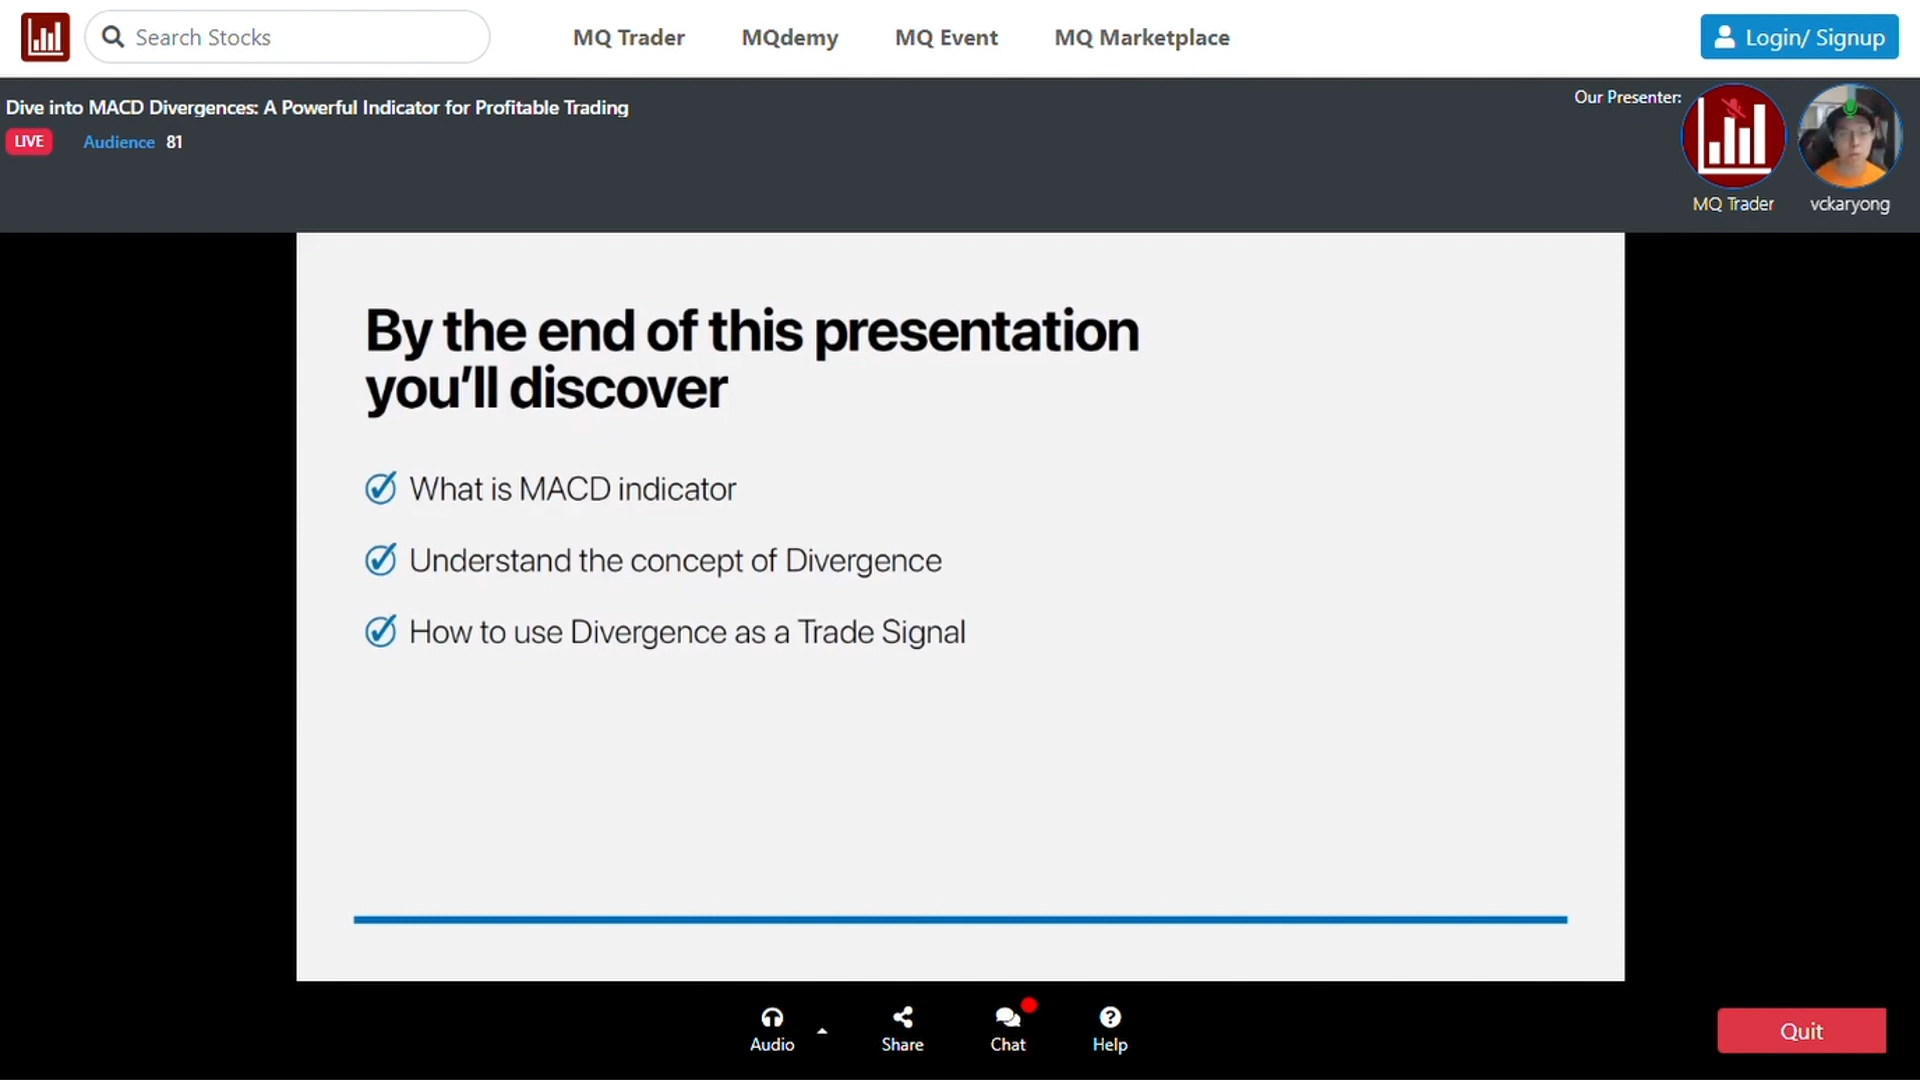 Search Stocks
MQ Trader
MQdemy
MQ Event
MQ Marketplace
Login/ Signup
Dive into MACD Divergences: A Powerful Indicator for Profitable Trading
LIVE
Audience 81
Our Presenter:
MQ Trader
vckaryong
By the end of this presentation
you'll discover
What is MACD indicator
Understand the concept of Divergence
How to use Divergence as a Trade Signal
Audio
Share
Chat
Help
Quit